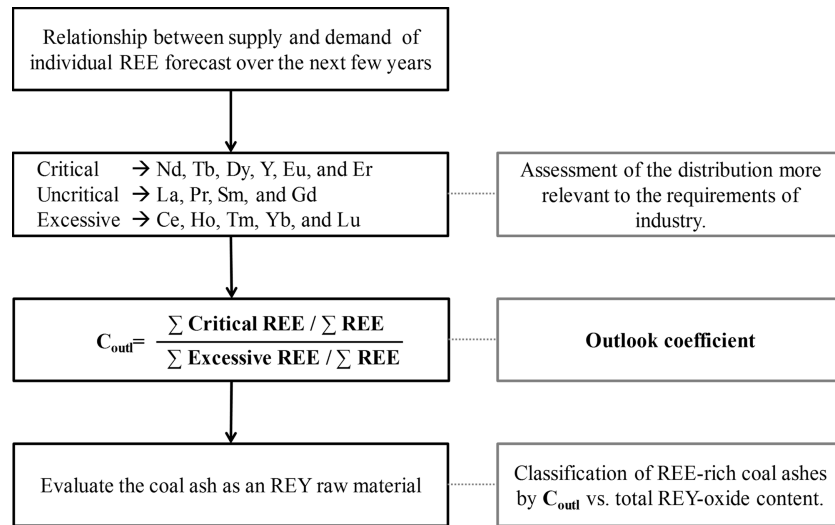 Relationship between supply and demand of
individual REE forecast over the next few years
Critical → Nd, Tb, Dy, Y, Eu, and Er
Uncritical → La, Pr, Sm, and Gd
Excessive → Ce, Ho, Tm, Yb, and Lu
Assessment of the distribution more
relevant to the requirements of
industry.
C_outl= ∑ Critical REE / ∑ REE
∑ Excessive REE / ∑ REE
Outlook coefficient
Evaluate the coal ash as an REY raw material
Classification of REE-rich coal ashes
by C_outl vs. total REY-oxide content.